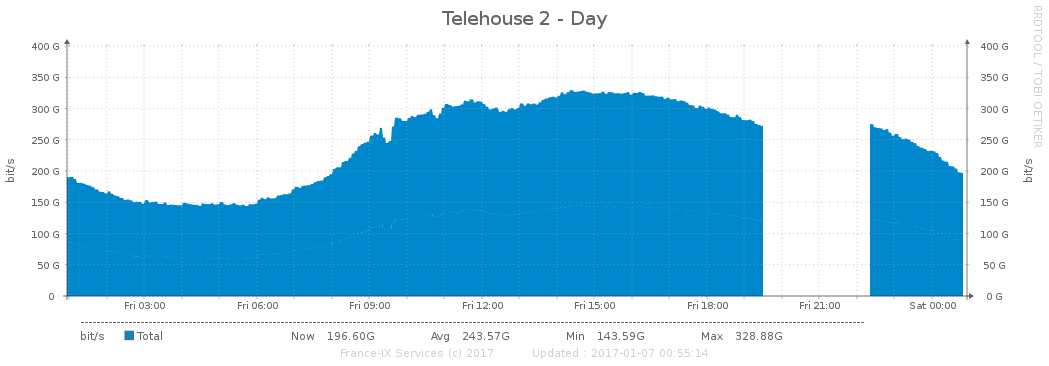 Telehouse 2 - Day
RRDTOOL / TOBI OETIKER
400 G 400 G
350 G 350 G
300 G 300 G
250 G 250 G
200 G 200 G
150 G 150 G
100 G 100 G
50 G 50 G
0 0 G
bit/s
bit/s
Fri 03:00 Fri 06:00 Fri 09:00 Fri 12:00 Fri 15:00 Fri 18:00 Fri 21:00 Sat 00:00
bit/s Total Now 196.60G Avg 243.57G Min 143.59G Max 328.88G
France-IX Services (c) 2017 Updated : 2017-01-07 00:55:14